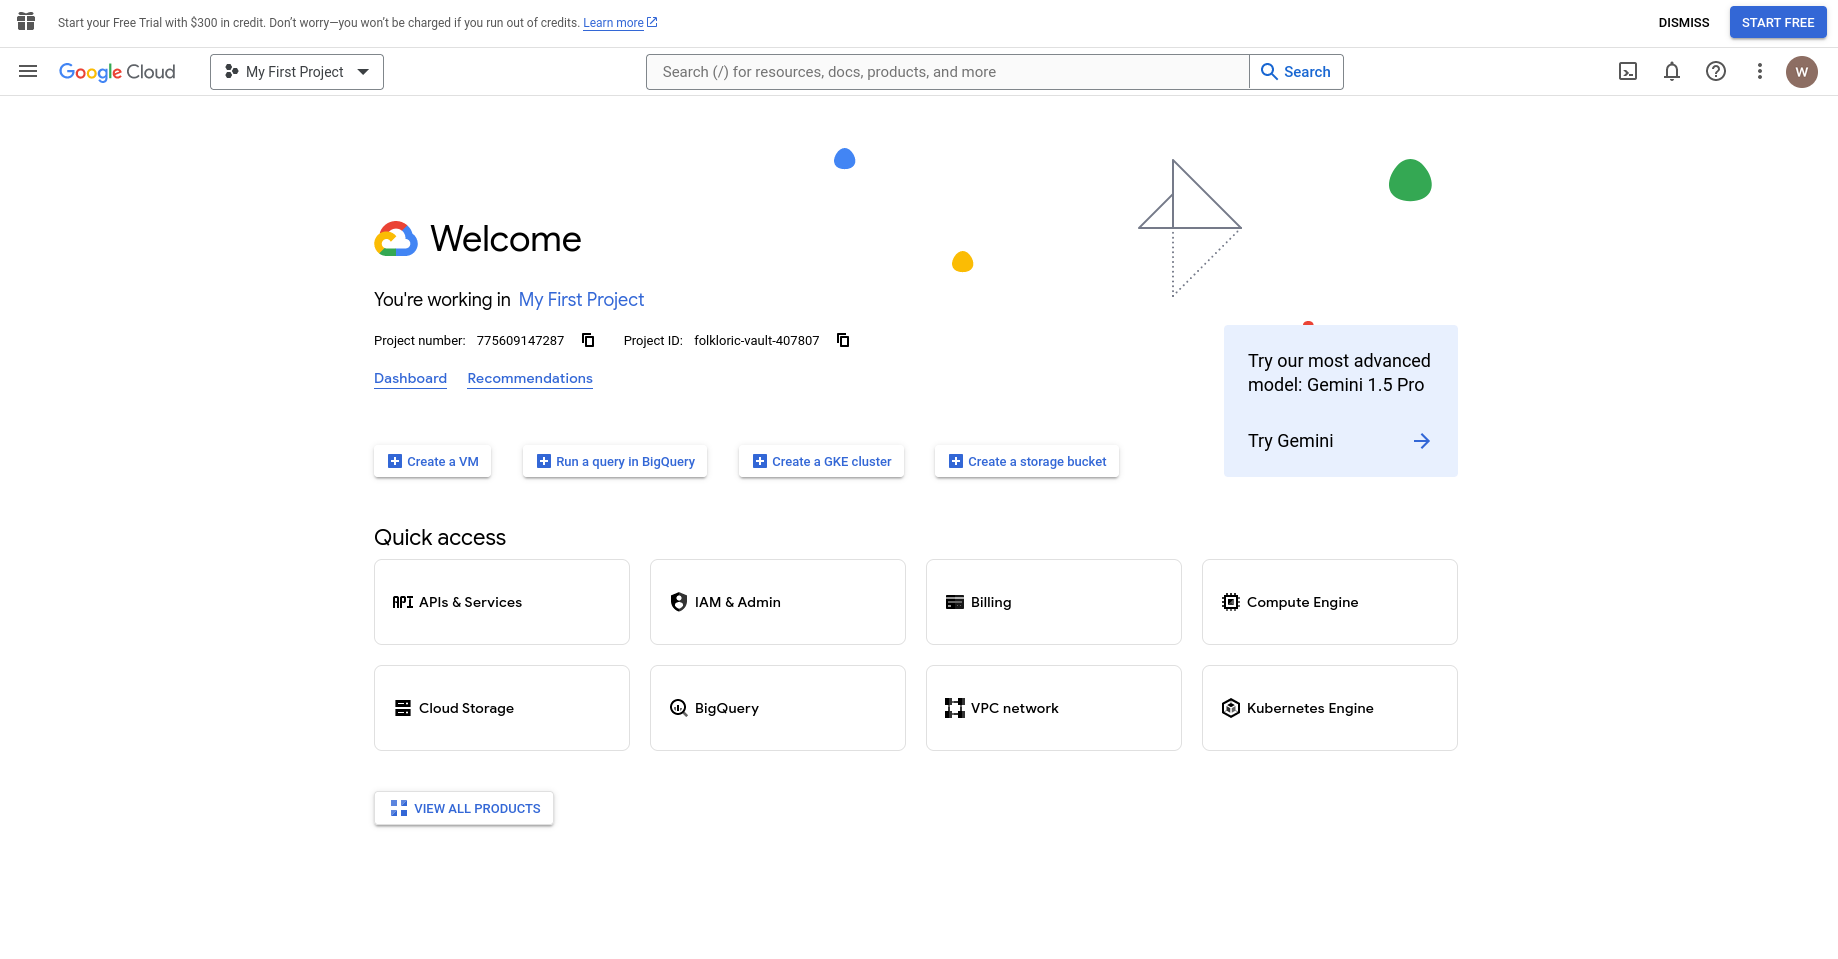 Start your Free Trial with $300 in credit. Don’t worry—you won’t be charged if you run out of credits. Learn more
DISMISS
START FREE
Google Cloud
My First Project
Search (/) for resources, docs, products, and more
Search
W
Welcome
You're working in My First Project
Project number: 775609147287 Project ID: folkloric-vault-407807
Dashboard Recommendations
Try our most advanced
model: Gemini 1.5 Pro
Try Gemini
Create a VM
Run a query in BigQuery
Create a GKE cluster
Create a storage bucket
Quick access
API APIs & Services
IAM & Admin
Billing
Compute Engine
Cloud Storage
BigQuery
VPC network
Kubernetes Engine
VIEW ALL PRODUCTS